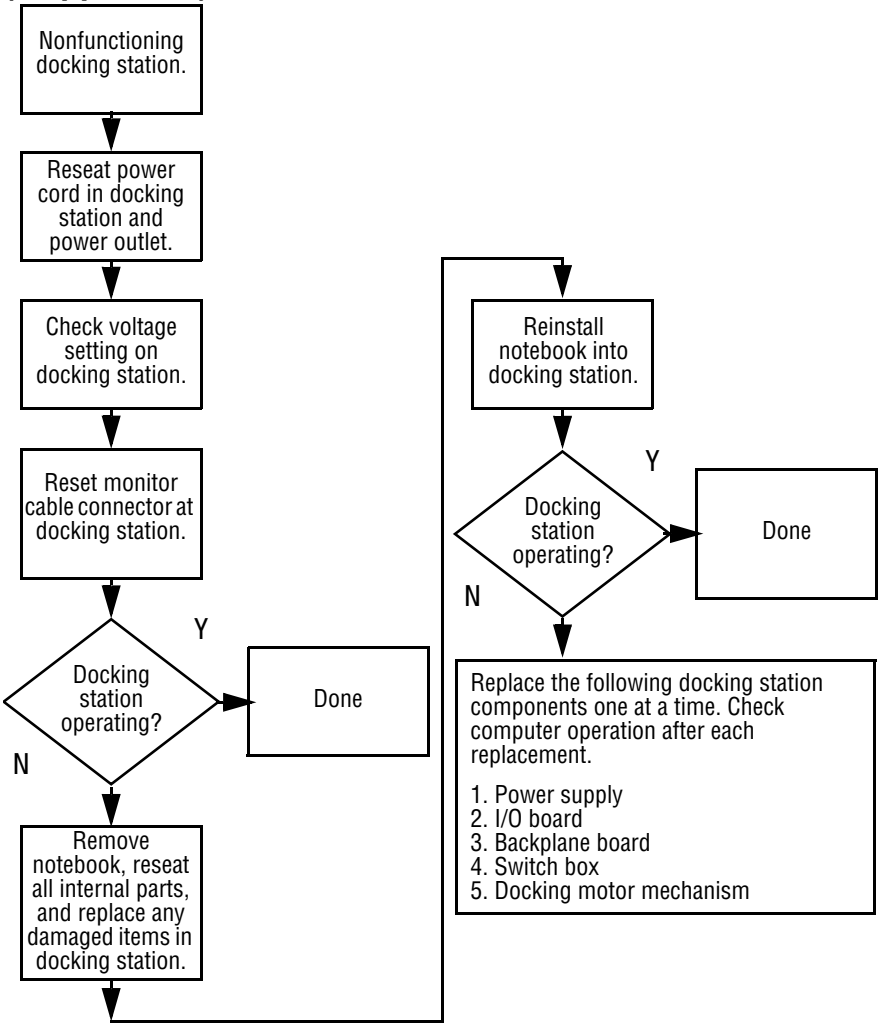 Nonfunctioning
docking station.
Reseat power
cord in docking
station and
power outlet.
Check voltage
setting on
docking station.
Reset monitor
cable connector at
docking station.
Y
Docking
station
operating?
Done
N
Remove
notebook, reseat
all internal parts,
and replace any
damaged items in
docking station.
Reinstall
notebook into
docking station.
Y
Docking
station
operating?
Done
N
Replace the following docking station
components one at a time. Check
computer operation after each
replacement.
1. Power supply
2. I/O board
3. Backplane board
4. Switch box
5. Docking motor mechanism